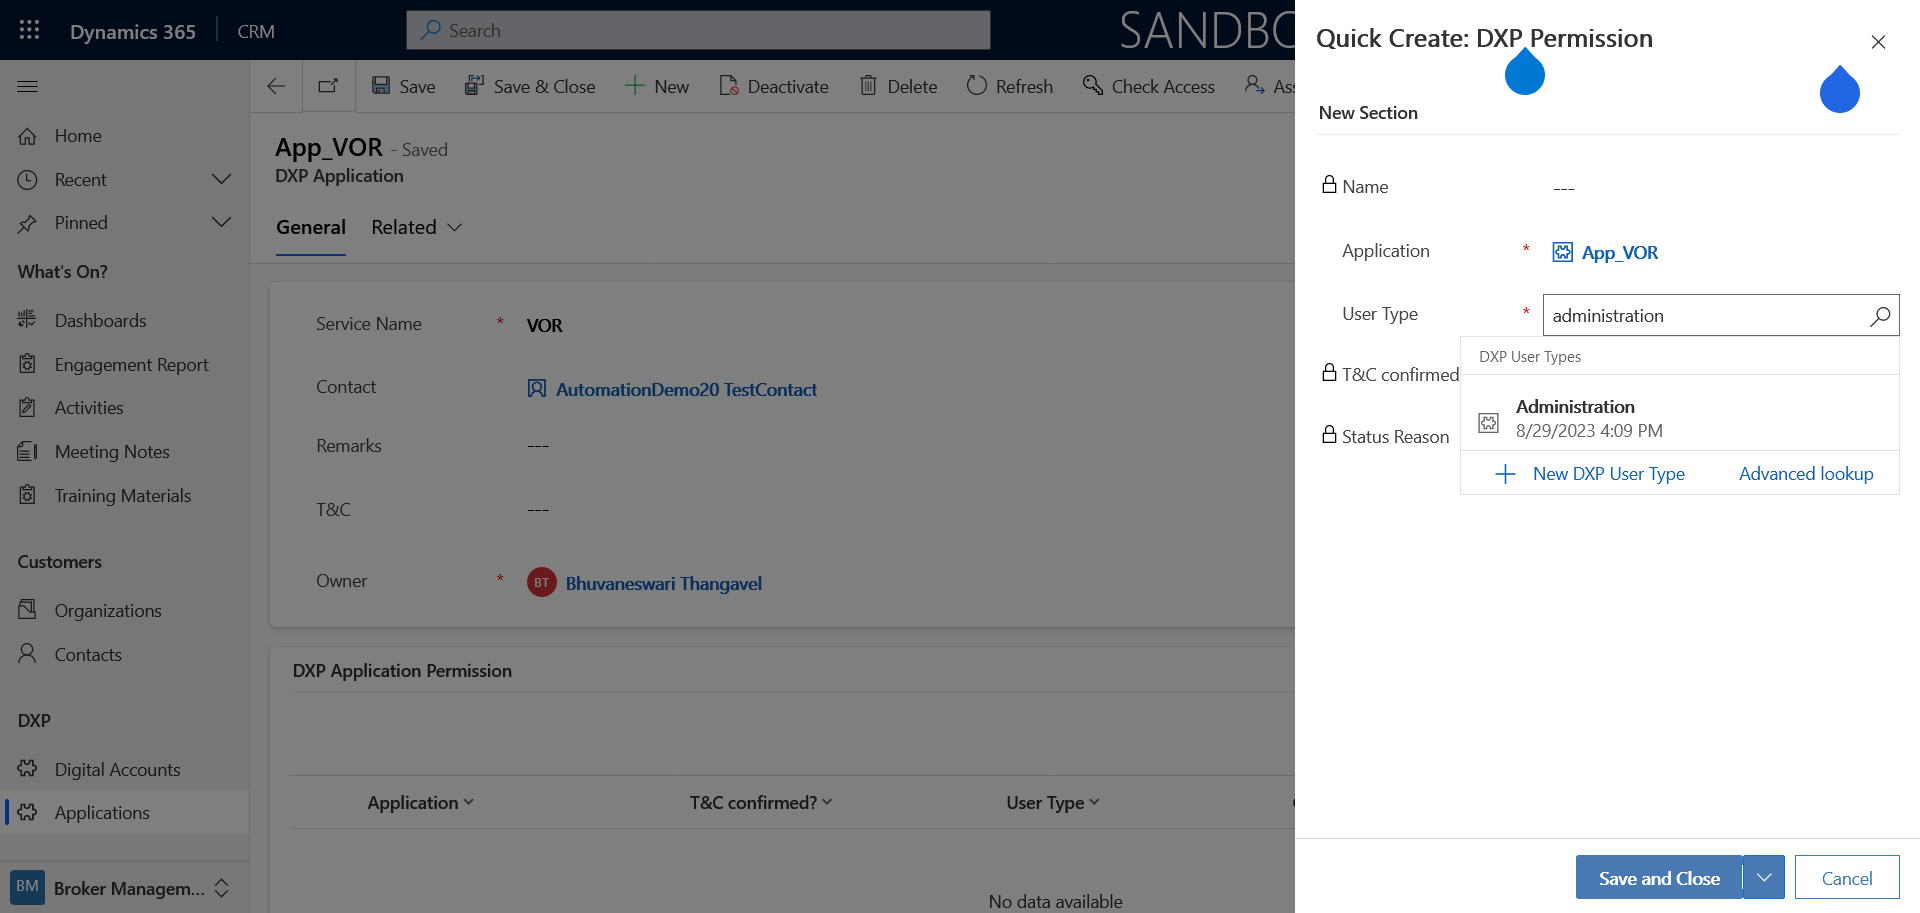 Dynamics 365
CRM
Search
SANDBO
Save
Save & Close
New
Deactivate
Delete
Refresh
Check Access
Ass
Home
Recent
Pinned
What's On?
Dashboards
Engagement Report
Activities
Meeting Notes
Training Materials
Customers
Organizations
Contacts
DXP
Digital Accounts
Applications
BM
Broker Managem...
App_VOR - Saved
DXP Application
General
Related
Service Name * VOR
Contact AutomationDemo20 TestContact
Remarks ---
T&C ---
Owner * BT Bhuvaneswari Thangavel
DXP Application Permission
Application
T&C confirmed?
User Type
No data available
Quick Create: DXP Permission
New Section
Name ---
Application * App_VOR
User Type * administration
DXP User Types
T&C confirmed
Administration
8/29/2023 4:09 PM
Status Reason
New DXP User Type
Advanced lookup
Save and Close
Cancel